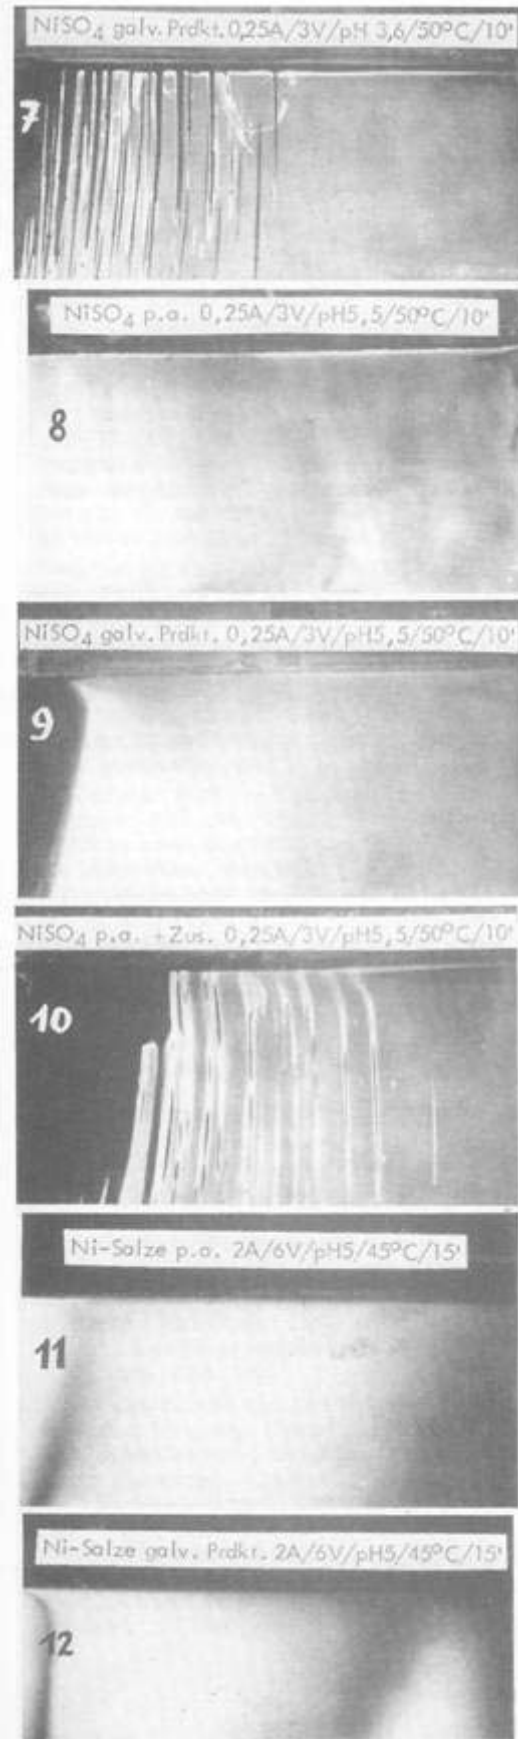 NiSO4 galv. Prdkt. 0,25A/3V/pH 3,6/50°C/10'
7
NiSO4 p.a. 0,25A/3V/pH5,5/50°C/10'
8
NiSO4 galv. Prdkt. 0,25A/3V/pH5,5/50°C/10'
9
NiSO4 p.a. +Zus. 0,25A/3V/pH5,5/50°C/10'
10
Ni-Salze p.a. 2A/6V/pH5/45°C/15'
11
Ni-Salze galv. Prdkt. 2A/6V/pH5/45°C/15'
12